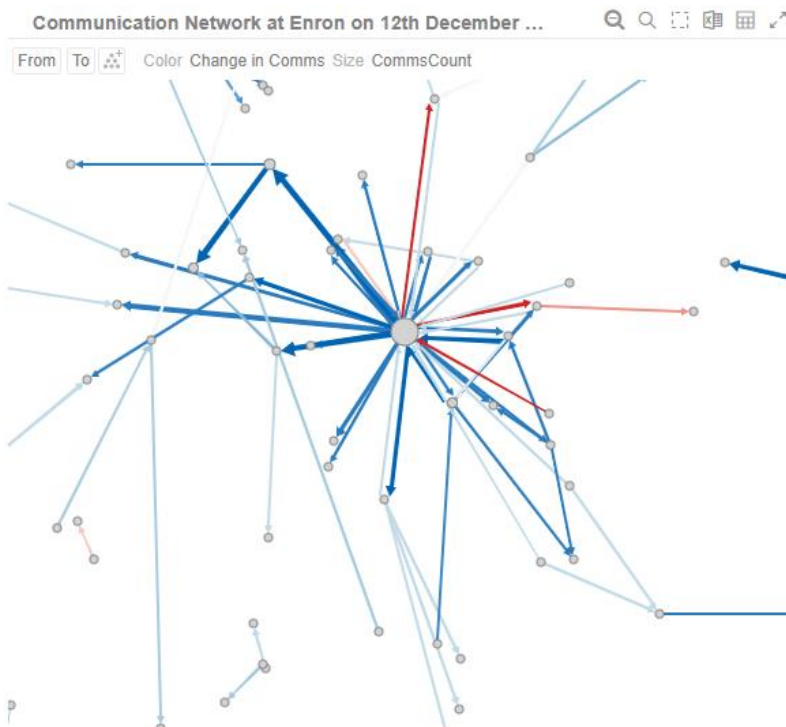 Communication Network at Enron on 12th December ...
From To Color Change in Comms Size CommsCount